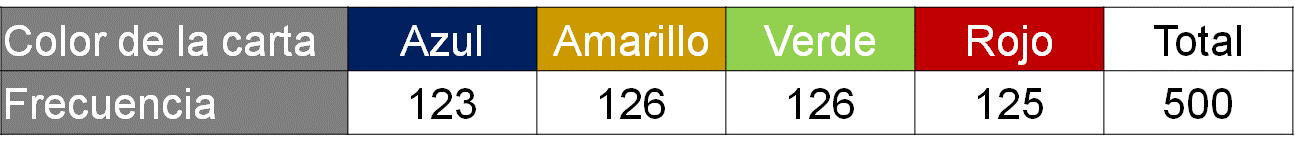 Color de la carta Azul Amarillo Verde Rojo Total
Frecuencia 123 126 126 125 500